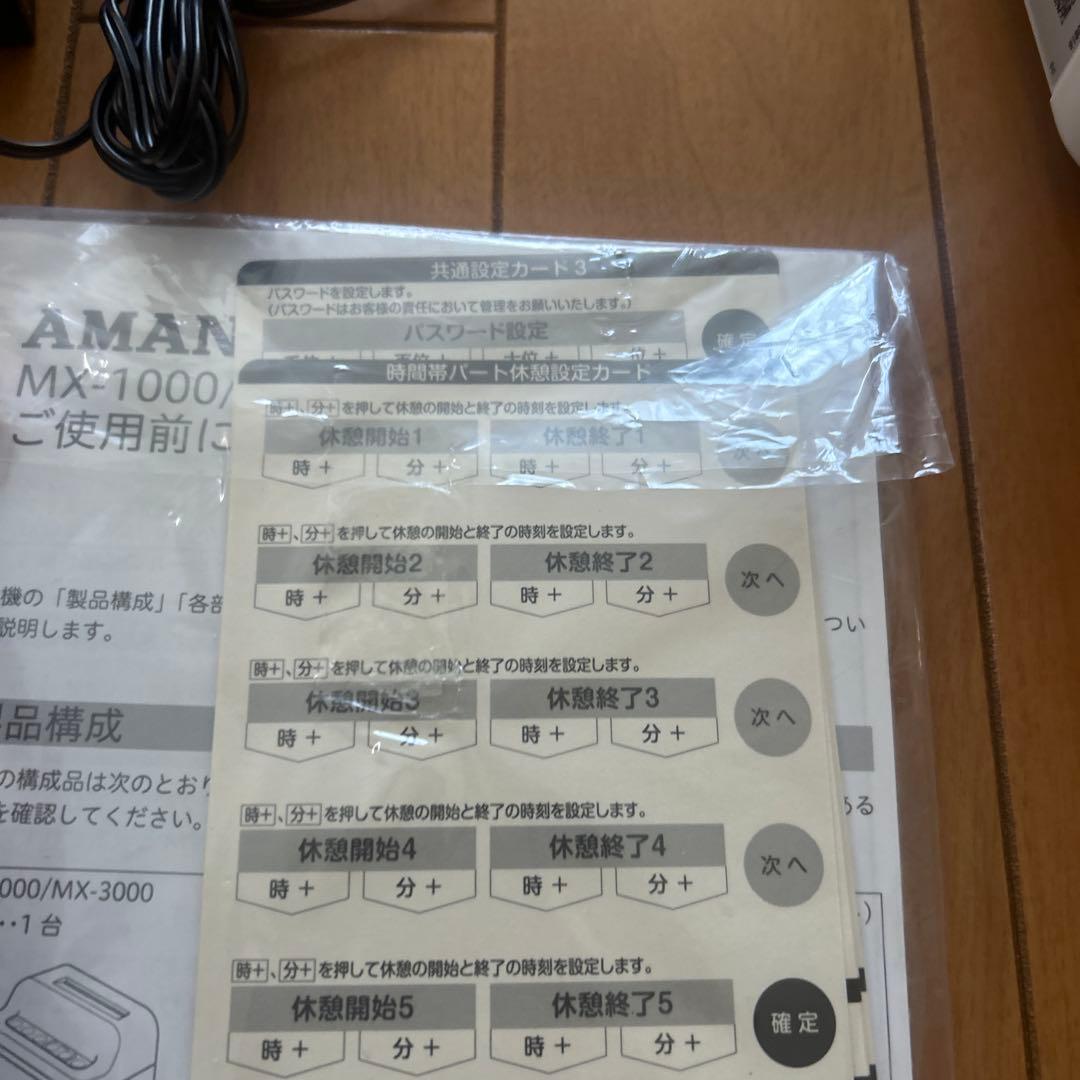 共通設定カード3
パスワードを設定します。
(パスワードはお客様の責任において管理をお願いいたします。)
パスワード設定
確定
時間帯パート休憩設定カード
時+、分+を押して休憩の開始と終了の時刻を設定します。
休憩開始1 休憩終了1
時+ 分+ 時+ 分+ 次へ
時+、分+を押して休憩の開始と終了の時刻を設定します。
休憩開始2 休憩終了2
時+ 分+ 時+ 分+ 次へ
時+、分+を押して休憩の開始と終了の時刻を設定します。
休憩開始3 休憩終了3
時+ 分+ 時+ 分+ 次へ
時+、分+を押して休憩の開始と終了の時刻を設定します。
休憩開始4 休憩終了4
時+ 分+ 時+ 分+ 次へ
時+、分+を押して休憩の開始と終了の時刻を設定します。
休憩開始5 休憩終了5
時+ 分+ 時+ 分+ 確定
AMAN
MX-1000/
ご使用前に
機の「製品構成」「各部
説明します。
品構成
の構成品は次のとおり
を確認してください。
000/MX-3000
‥1台
つい
ある